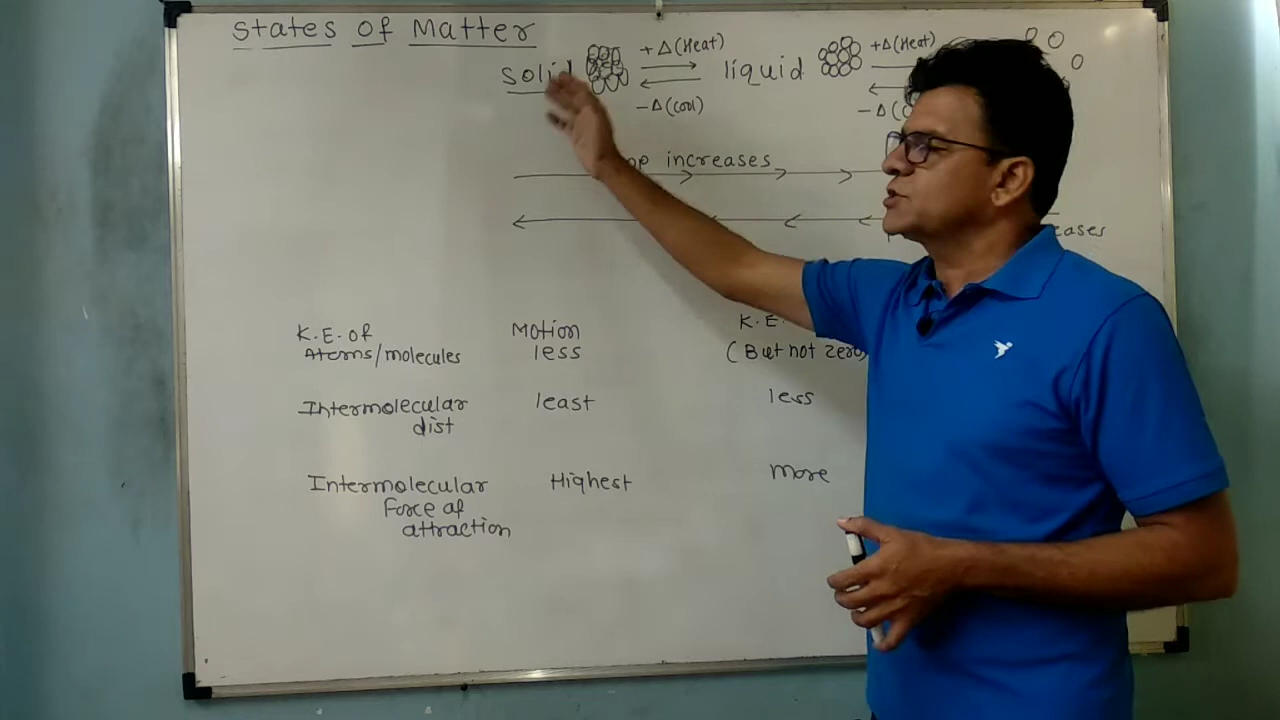 States of Matter
solid +Δ(Heat) liquid +Δ(Heat)
-Δ(cool) -Δ(
increases
K.E. of Motion K.E.
Atoms/molecules less (But not zero)
Intermolecular least less
dist
Intermolecular Highest more
Force of
attraction